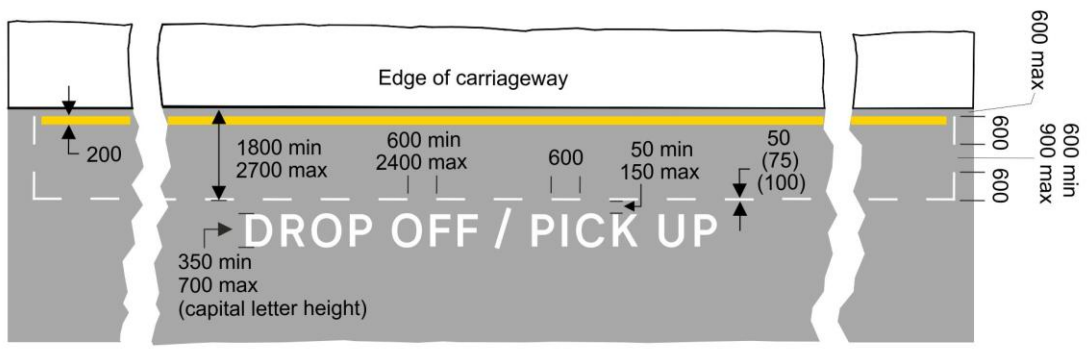 600 max
Edge of carriageway
200
1800 min
2700 max
600 min
2400 max
600
50 min
150 max
50
(75)
(100)
600
600
600 min
900 max
DROP OFF / PICK UP
350 min
700 max
(capital letter height)